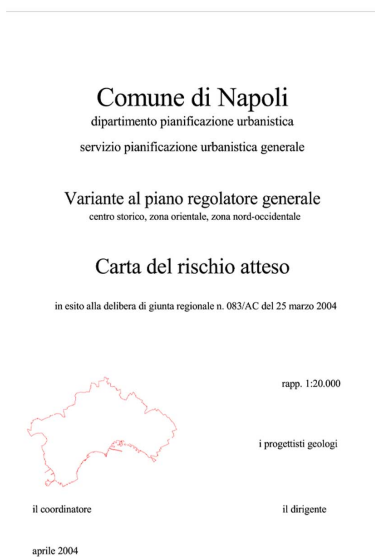 Comune di Napoli
dipartimento pianificazione urbanistica
servizio pianificazione urbanistica generale
Variante al piano regolatore generale
centro storico, zona orientale, zona nord-occidentale
Carta del rischio atteso
in esito alla delibera di giunta regionale n. 083/AC del 25 marzo 2004
rapp. 1:20.000
i progettisti geologi
il coordinatore
il dirigente
aprile 2004